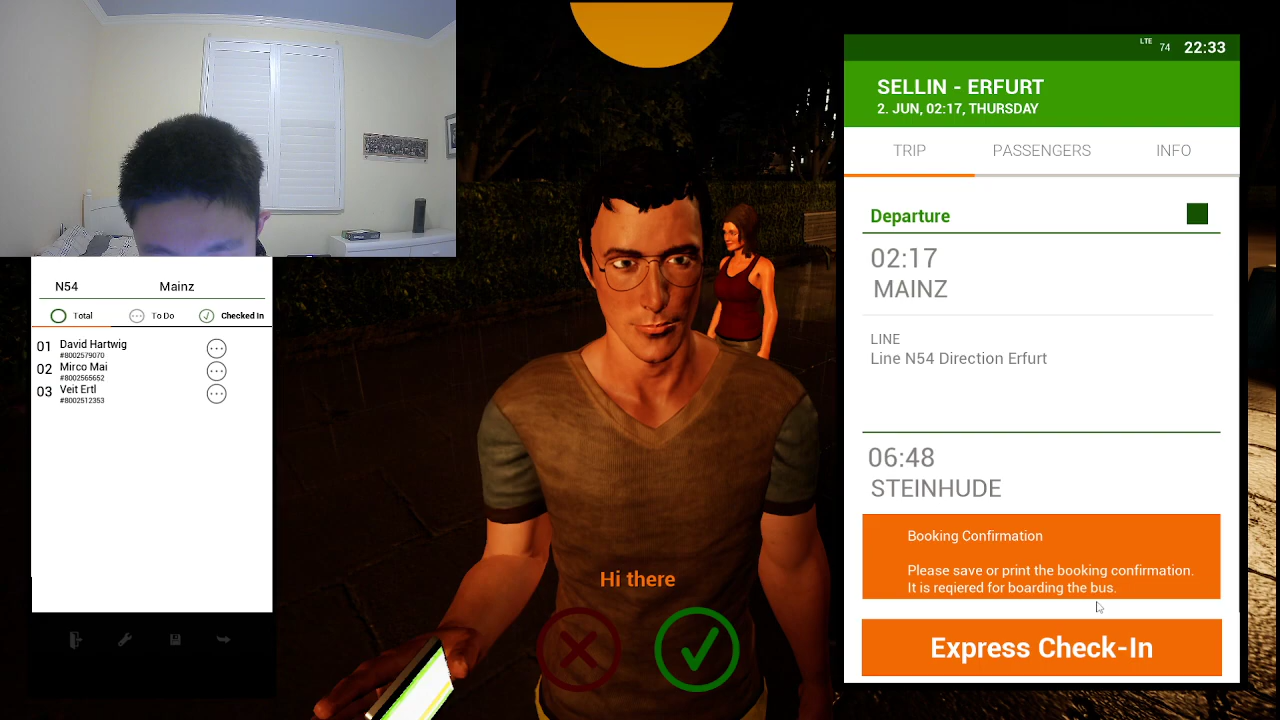 N54 Mainz
Total To Do Checked In
01 David Hartwig
#8002579070
02 Mirco Mai
#8002565652
03 Veit Ertl
#8002512353
Hi there
LTE 74 22:33
SELLIN - ERFURT
2. JUN, 02:17, THURSDAY
TRIP PASSENGERS INFO
Departure
02:17
MAINZ
LINE
Line N54 Direction Erfurt
06:48
STEINHUDE
Booking Confirmation
Please save or print the booking confirmation.
It is reqiered for boarding the bus.
Express Check-In